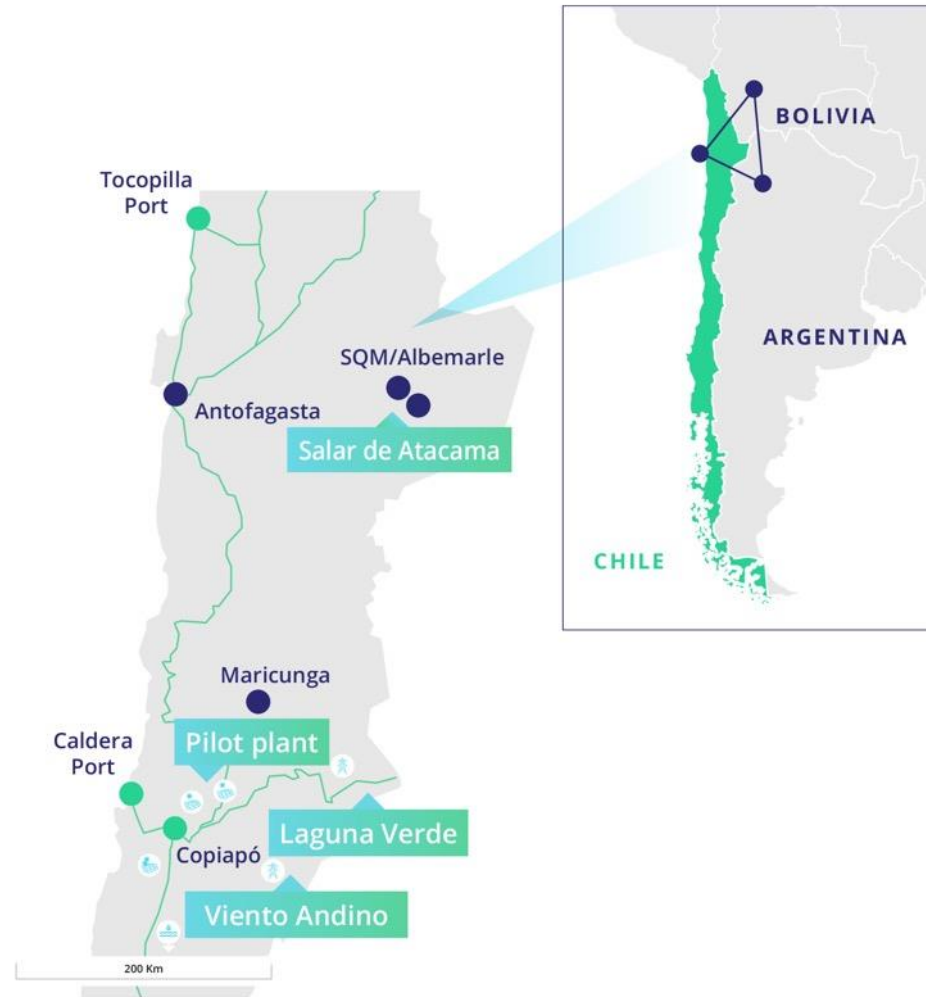 BOLIVIA
ARGENTINA
CHILE
Tocopilla
Port
SQM/Albemarle
Antofagasta
Salar de Atacama
Maricunga
Pilot plant
Caldera
Port
Laguna Verde
Copiapó
Viento Andino
200 Km